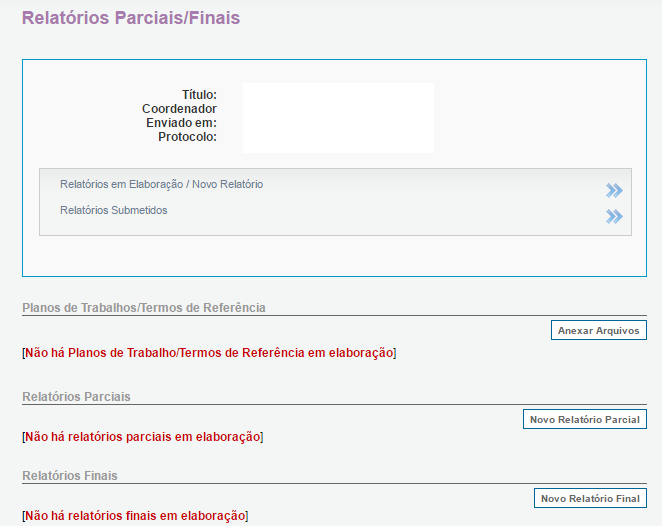 Relatórios Parciais/Finais
Título:
Coordenador
Enviado em:
Protocolo:
Relatórios em Elaboração / Novo Relatório
Relatórios Submetidos
Planos de Trabalhos/Termos de Referência
Anexar Arquivos
[Não há Planos de Trabalho/Termos de Referência em elaboração]
Relatórios Parciais
Novo Relatório Parcial
[Não há relatórios parciais em elaboração]
Relatórios Finais
Novo Relatório Final
[Não há relatórios finais em elaboração]